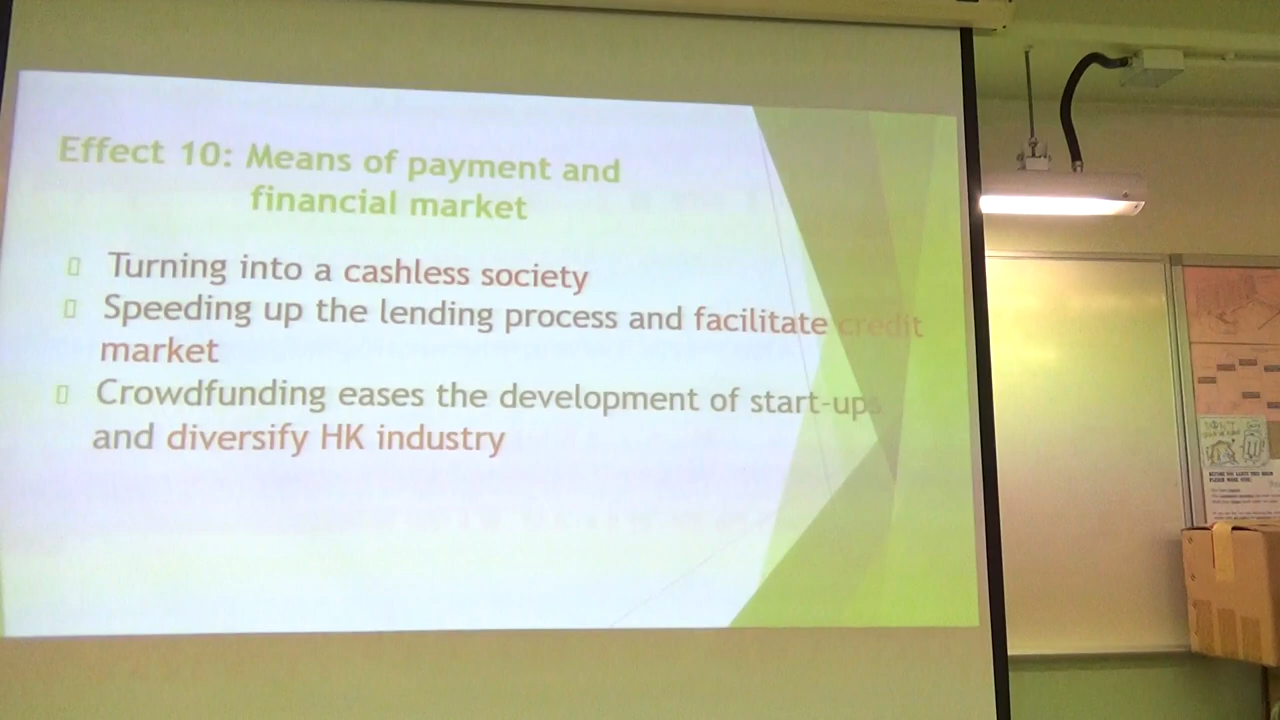 Effect 10: Means of payment and
financial market
Turning into a cashless society
Speeding up the lending process and facilitate credit
market
Crowdfunding eases the development of start-ups
and diversify HK industry